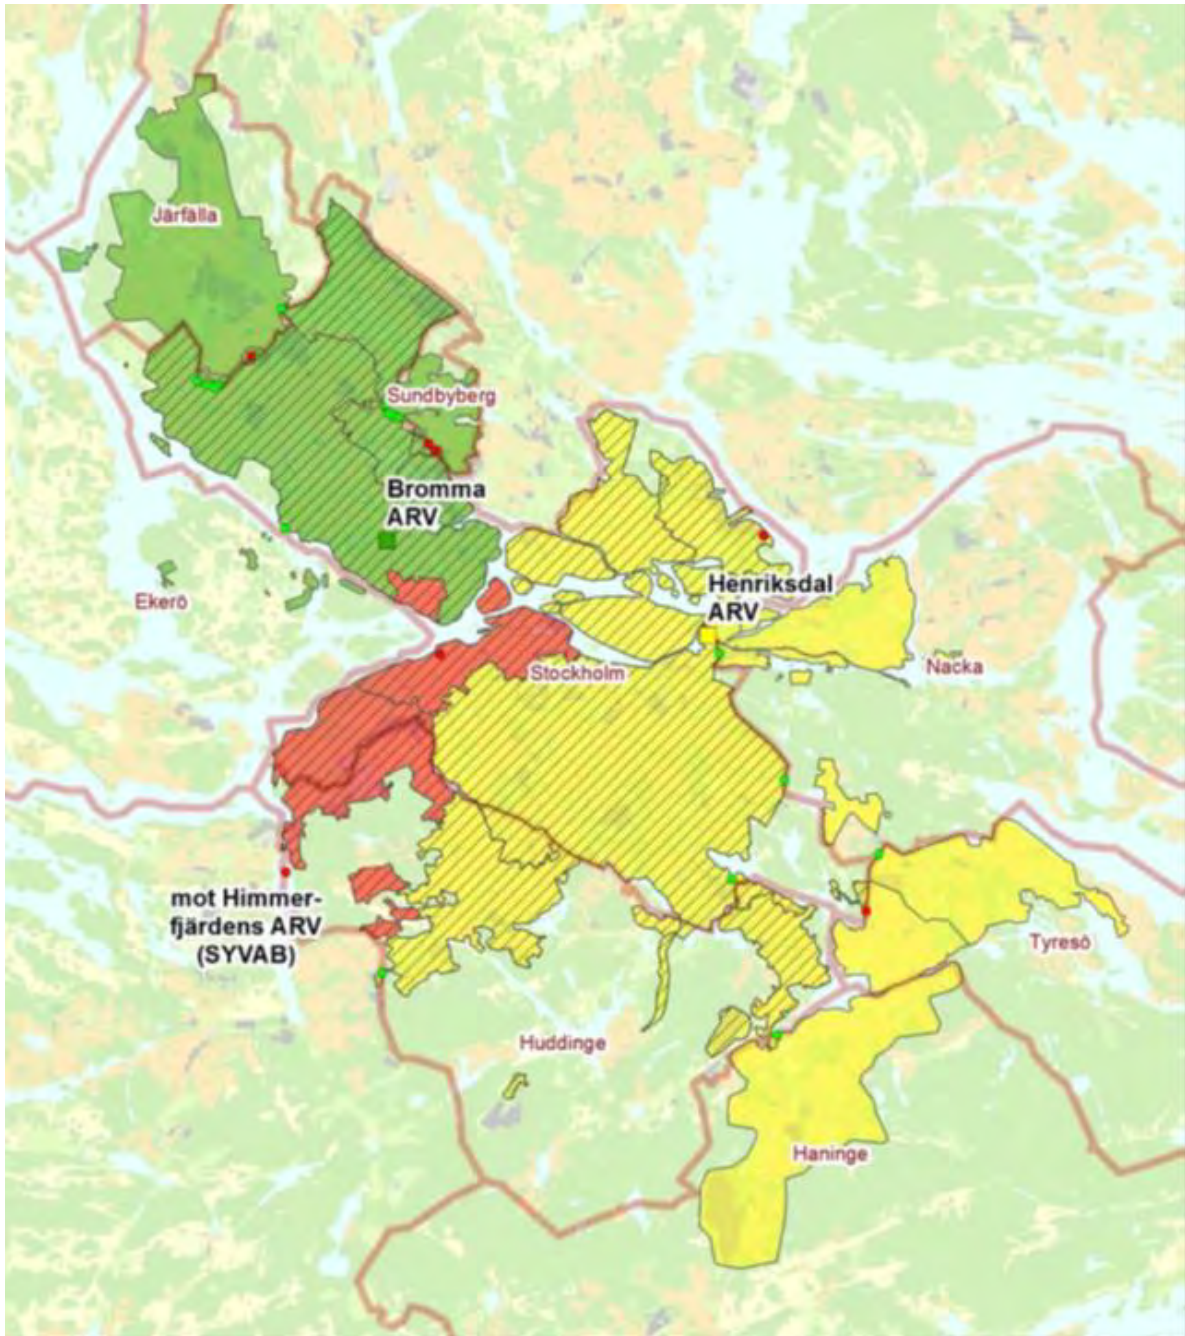 Järfälla
Sundbyberg
Bromma
ARV
Ekerö
Henriksdal
ARV
Stockholm
Nacka
mot Himmer-
fjärdens ARV
(SYVAB)
Tyresö
Huddinge
Haninge